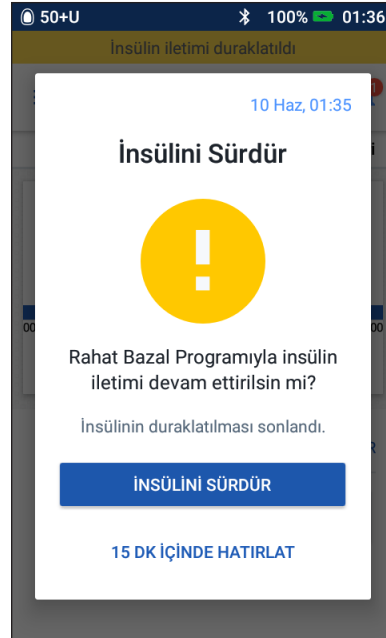 50+U 100% 01:36
İnsülin iletimi duraklatıldı
1
10 Haz, 01:35
İnsülini Sürdür
!
Rahat Bazal Programıyla insülin
iletimi devam ettirilsin mi?
İnsülinin duraklatılması sonlandı.
İNSÜLİNİ SÜRDÜR
15 DK İÇİNDE HATIRLAT